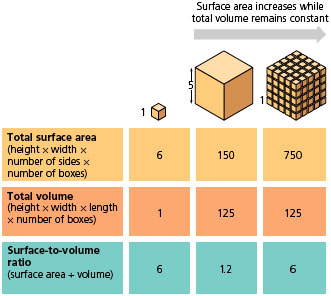 Surface area increases while
total volume remains constant
5
1
1
Total surface area
(height × width ×
number of sides ×
number of boxes)
6
150
750
Total volume
(height × width × length
× number of boxes)
1
125
125
Surface-to-volume
ratio
(surface area ÷ volume)
6
1.2
6